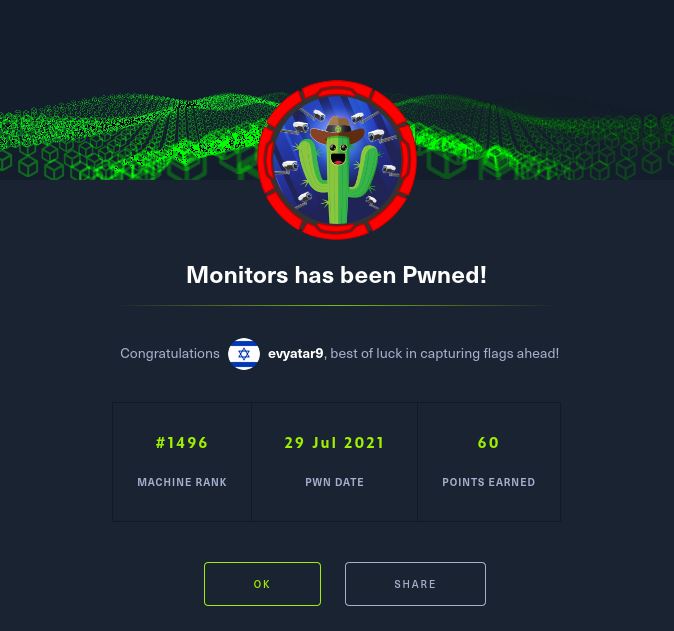 Monitors has been Pwned!
Congratulations evyatar9, best of luck in capturing flags ahead!
#1496 29 Jul 2021 60
MACHINE RANK PWN DATE POINTS EARNED
OK SHARE